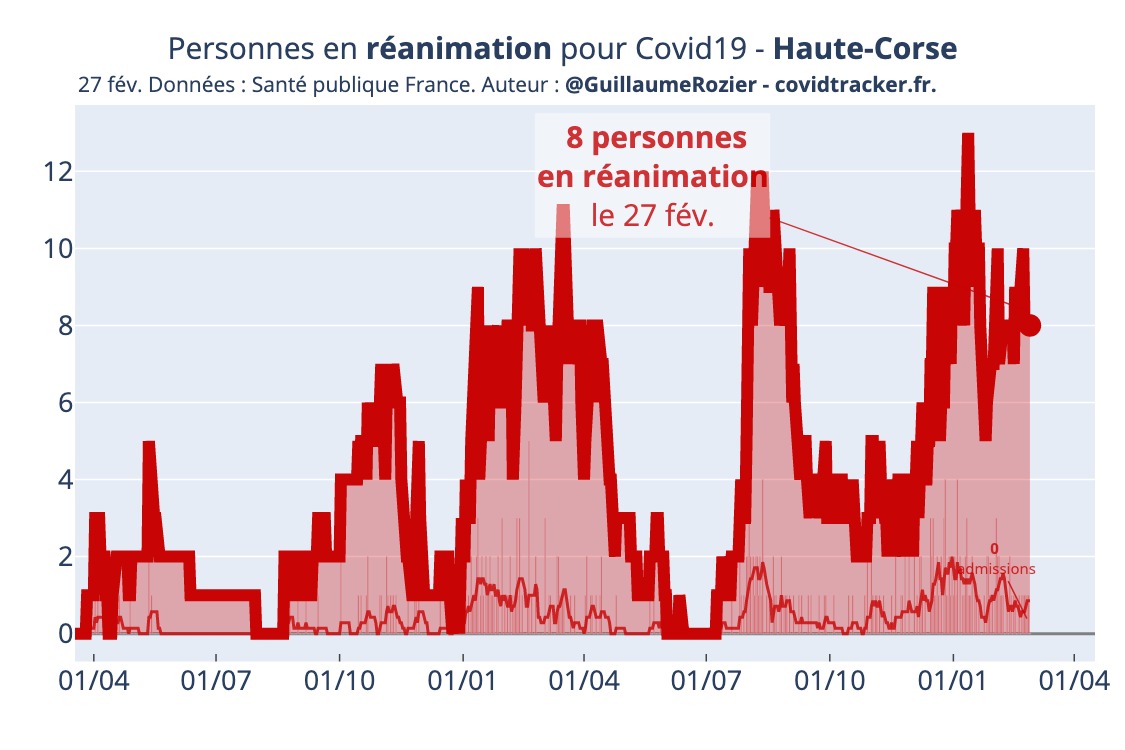 Personnes en réanimation pour Covid19 - Haute-Corse
27 fév. Données : Santé publique France. Auteur : @GuillaumeRozier - covidtracker.fr.
8 personnes
en réanimation
le 27 fév.
12
10
8
6
4
2
0
0
admissions
01/04
01/07
01/10
01/01
01/04
01/07
01/10
01/01
01/04